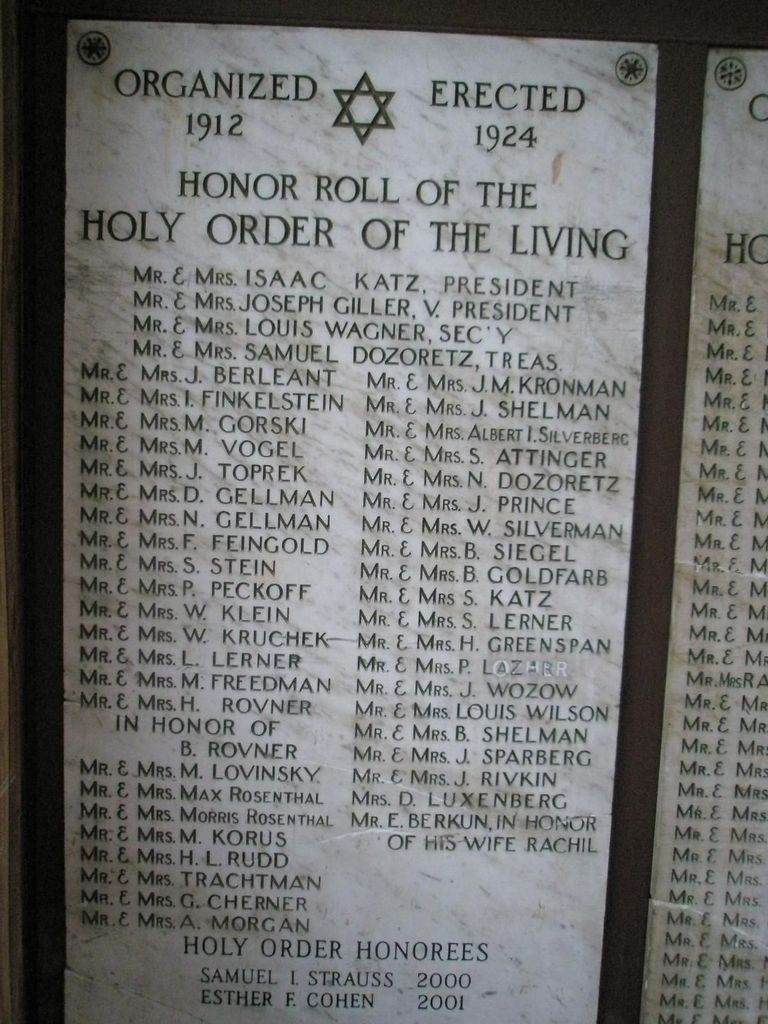 ORGANIZED ERECTED
1912 1924
HONOR ROLL OF THE
HOLY ORDER OF THE LIVING
MR. & MRS. ISAAC KATZ, PRESIDENT
MR. & MRS. JOSEPH GILLER, V. PRESIDENT
MR. & MRS. LOUIS WAGNER, SEC'Y
MR. & MRS. SAMUEL DOZORETZ, TREAS.
MR. & MRS. J. BERLEANT
MR. & MRS. I. FINKELSTEIN
MR. & MRS. M. GORSKI
MR. & MRS. M. VOGEL
MR. & MRS. J. TOPREK
MR. & MRS. D. GELLMAN
MR. & MRS. N. GELLMAN
MR. & MRS. F. FEINGOLD
MR. & MRS. S. STEIN
MR. & MRS. P. PECKOFF
MR. & MRS. W. KLEIN
MR. & MRS. W. KRUCHEK
MR. & MRS. L. LERNER
MR. & MRS. M. FREEDMAN
MR. & MRS. H. ROVNER
IN HONOR OF
B. ROVNER
MR. & MRS. M. LOVINSKY
MR. & MRS. MAX ROSENTHAL
MR. & MRS. MORRIS ROSENTHAL
MR. & MRS. M. KORUS
MR. & MRS. H. L. RUDD
MR. & MRS. TRACHTMAN
MR. & MRS. G. CHERNER
MR. & MRS. A. MORGAN
MR. & MRS. J. M. KRONMAN
MR. & MRS. J. SHELMAN
MR. & MRS. ALBERT I. SILVERBERG
MR. & MRS. S. ATTINGER
MR. & MRS. N. DOZORETZ
MR. & MRS. J. PRINCE
MR. & MRS. W. SILVERMAN
MR. & MRS. B. SIEGEL
MR. & MRS. B. GOLDFARB
MR. & MRS S. KATZ
MR. & MRS. S. LERNER
MR. & MRS. H. GREENSPAN
MR. & MRS. P.
MR. & MRS. J. WOZOW
MR. & MRS. LOUIS WILSON
MR. & MRS. B. SHELMAN
MR. & MRS. J. SPARBERG
MR. & MRS. J. RIVKIN
MRS. D. LUXENBERG
MR. E. BERKUN, IN HONOR
OF HIS WIFE RACHIL
HOLY ORDER HONOREES
SAMUEL I. STRAUSS 2000
ESTHER F. COHEN 2001